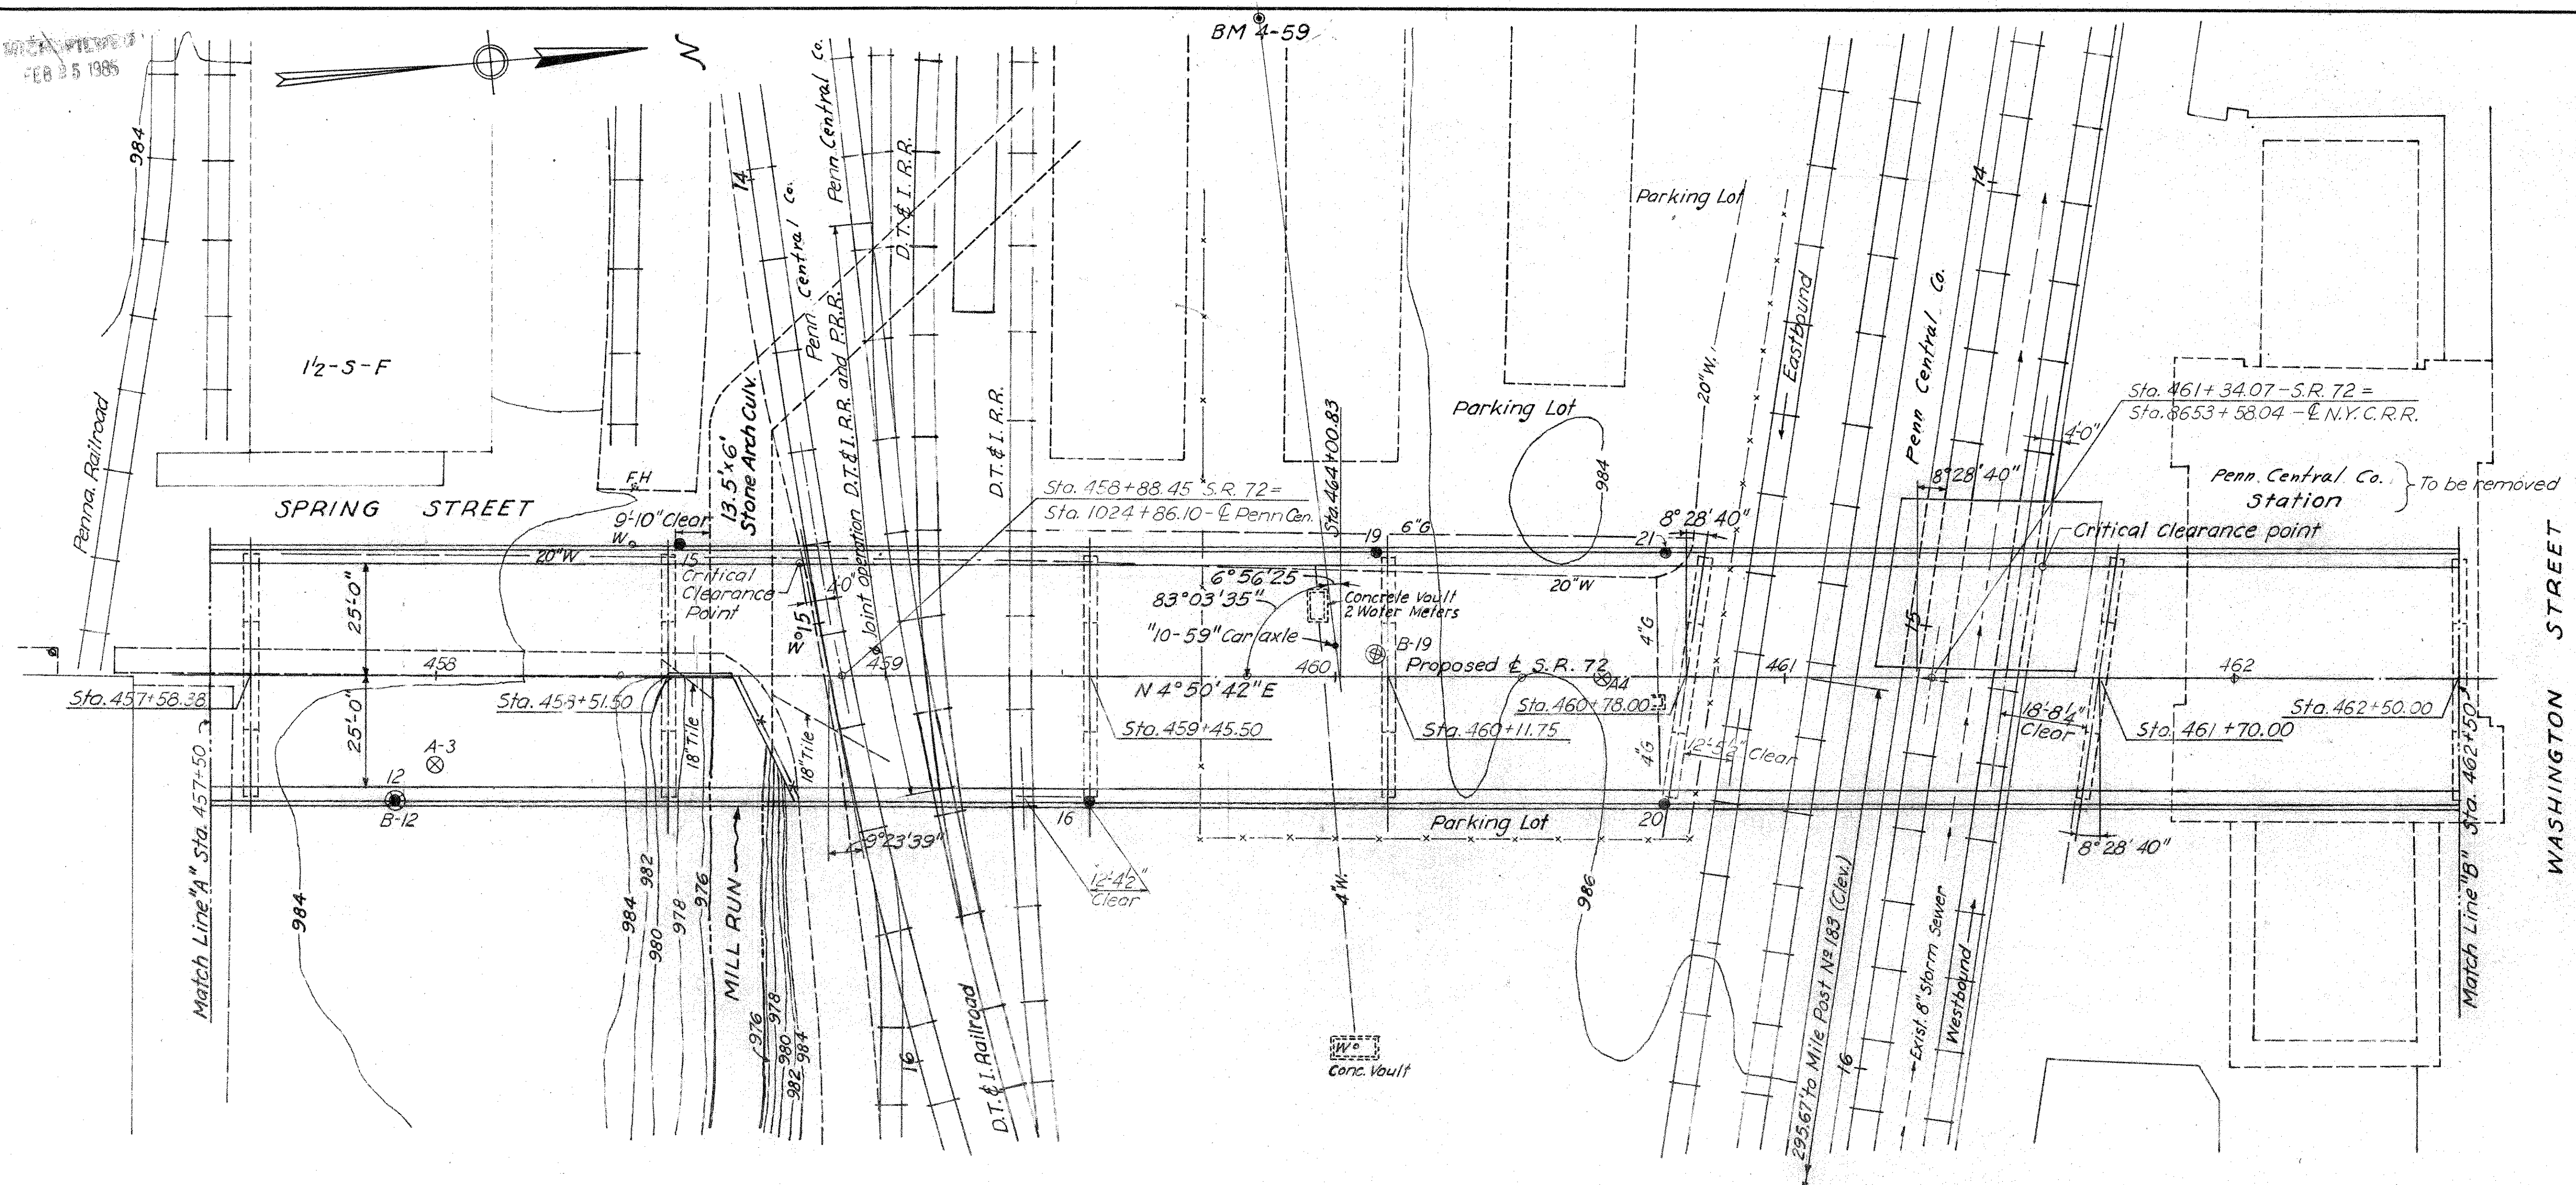 FEB 25 1985
N
BM 4-59
984
Penna. Railroad
1½-S-F
14
Penn Central Co.
Penn Central Co.
D.T.& I. R.R.
Joint operation D.T.& I.R.R. and P.R.R.
D.T.& I.R.R.
13.5'x6'
Stone Arch Culv.
F.H
SPRING STREET
9'-10" Clear
W
20"W
15
Critical
Clearance
Point
4'0"
Sta. 458+88.45 S.R. 72=
Sta. 1024+86.10-℄ Penn Cen.
Sta. 464+00.83
Parking Lot
Parking Lot
984
20"W.
Eastbound
Penn Central Co.
14
Sta. 461+34.07-S.R. 72=
Sta. 8653+58.04-℄ N.Y.C.R.R.
4'-0"
8°28'40"
Penn. Central Co.
Station
To be removed
Critical Clearance point
WASHINGTON STREET
19
6"G
21
8°28'40"
6°56'25
83°03'35"
Concrete Vault
2 Water Meters
"10-59" Car axle
20"W
4"G
B-19
25'-0"
25'-0"
W
15
15
458
459
460
461
462
Proposed ℄ S.R. 72
N 4°50'42"E
A4
Sta. 457+58.38
Sta. 458+51.50
Sta. 459+45.50
Sta. 460+11.75
Sta. 460+78.00
Sta. 461+70.00
Sta. 462+50.00
18'-8¼"
Clear
12'-5½" Clear
4"G
18" Tile
18" Tile
A-3
12
B-12
16
20
Parking Lot
9°23'39"
8°28'40"
12'-4½"
Clear
Match Line "A" Sta. 457+50
984
984
982
980
978
976
MILL RUN
976
978
980
982
984
16
D.T.& I. Railroad
4"W.
W
Conc. Vault
986
295.67' to Mile Post Nº 183 (Clev.)
16
Exist. 8" Storm Sewer
Westbound
Match Line "B" Sta. 462+50